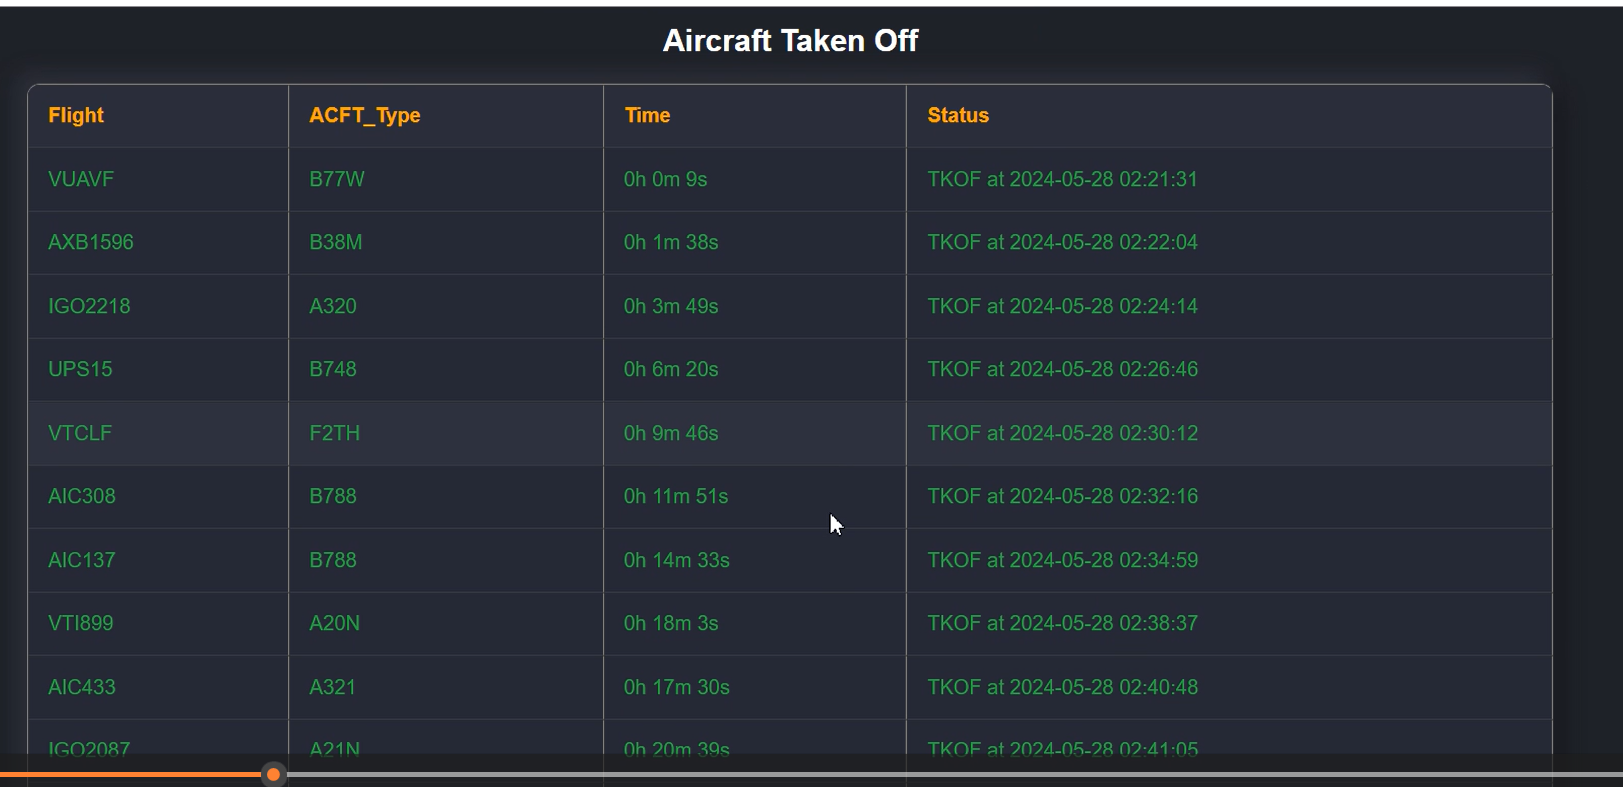 Aircraft Taken Off
Flight ACFT_Type Time Status
VUAVF B77W 0h 0m 9s TKOF at 2024-05-28 02:21:31
AXB1596 B38M 0h 1m 38s TKOF at 2024-05-28 02:22:04
IGO2218 A320 0h 3m 49s TKOF at 2024-05-28 02:24:14
UPS15 B748 0h 6m 20s TKOF at 2024-05-28 02:26:46
VTCLF F2TH 0h 9m 46s TKOF at 2024-05-28 02:30:12
AIC308 B788 0h 11m 51s TKOF at 2024-05-28 02:32:16
AIC137 B788 0h 14m 33s TKOF at 2024-05-28 02:34:59
VTI899 A20N 0h 18m 3s TKOF at 2024-05-28 02:38:37
AIC433 A321 0h 17m 30s TKOF at 2024-05-28 02:40:48
IGO2087 A21N 0h 20m 39s TKOF at 2024-05-28 02:41:05